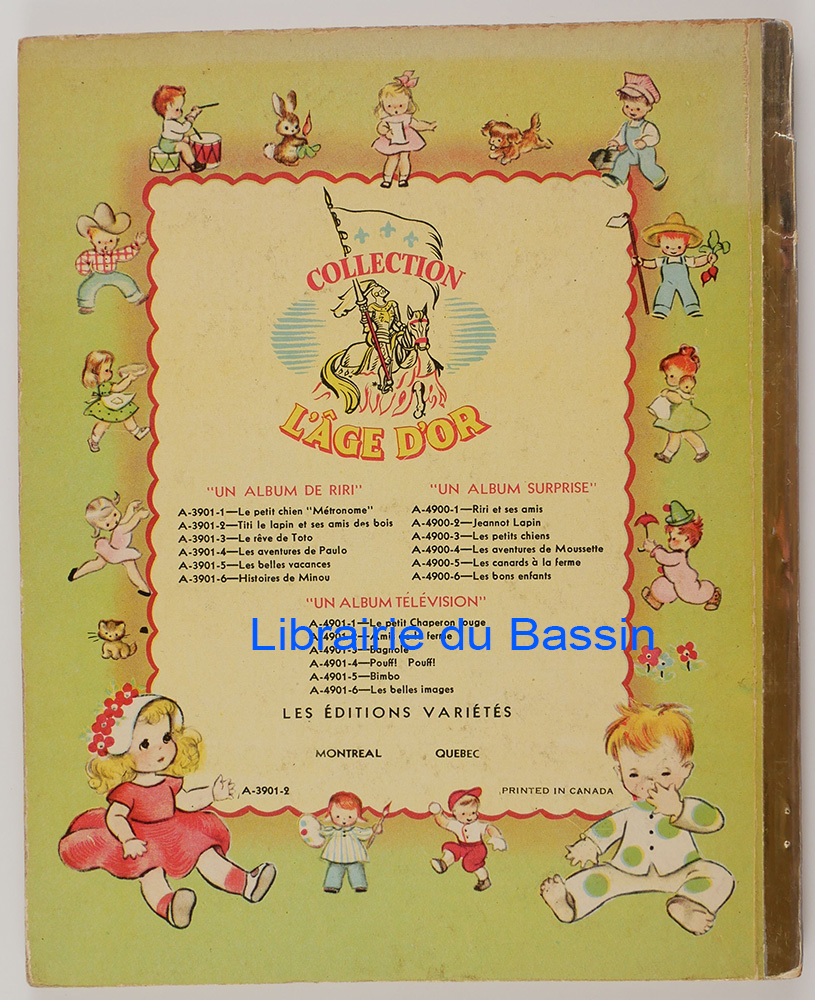 COLLECTION
L'ÂGE D'OR
"UN ALBUM DE RIRI"
A-3901-1—Le petit chien "Métronome"
A-3901-2—Titi le lapin et ses amis des bois
A-3901-3—Le rêve de Toto
A-3901-4—Les aventures de Paulo
A-3901-5—Les belles vacances
A-3901-6—Histoires de Minou
"UN ALBUM SURPRISE"
A-4900-1—Riri et ses amis
A-4900-2—Jeannot Lapin
A-4900-3—Les petits chiens
A-4900-4—Les aventures de Moussette
A-4900-5—Les canards à la ferme
A-4900-6—Les bons enfants
"UN ALBUM TÉLÉVISION"
A-4901-1—Le petit Chaperon rouge
Librairie du Bassin
la ferme
A-4901-3—Bagnole
A-4901-4—Pouff! Pouff!
A-4901-5—Bimbo
A-4901-6—Les belles images
LES ÉDITIONS VARIÉTÉS
MONTREAL QUEBEC
A-3901-2 PRINTED IN CANADA